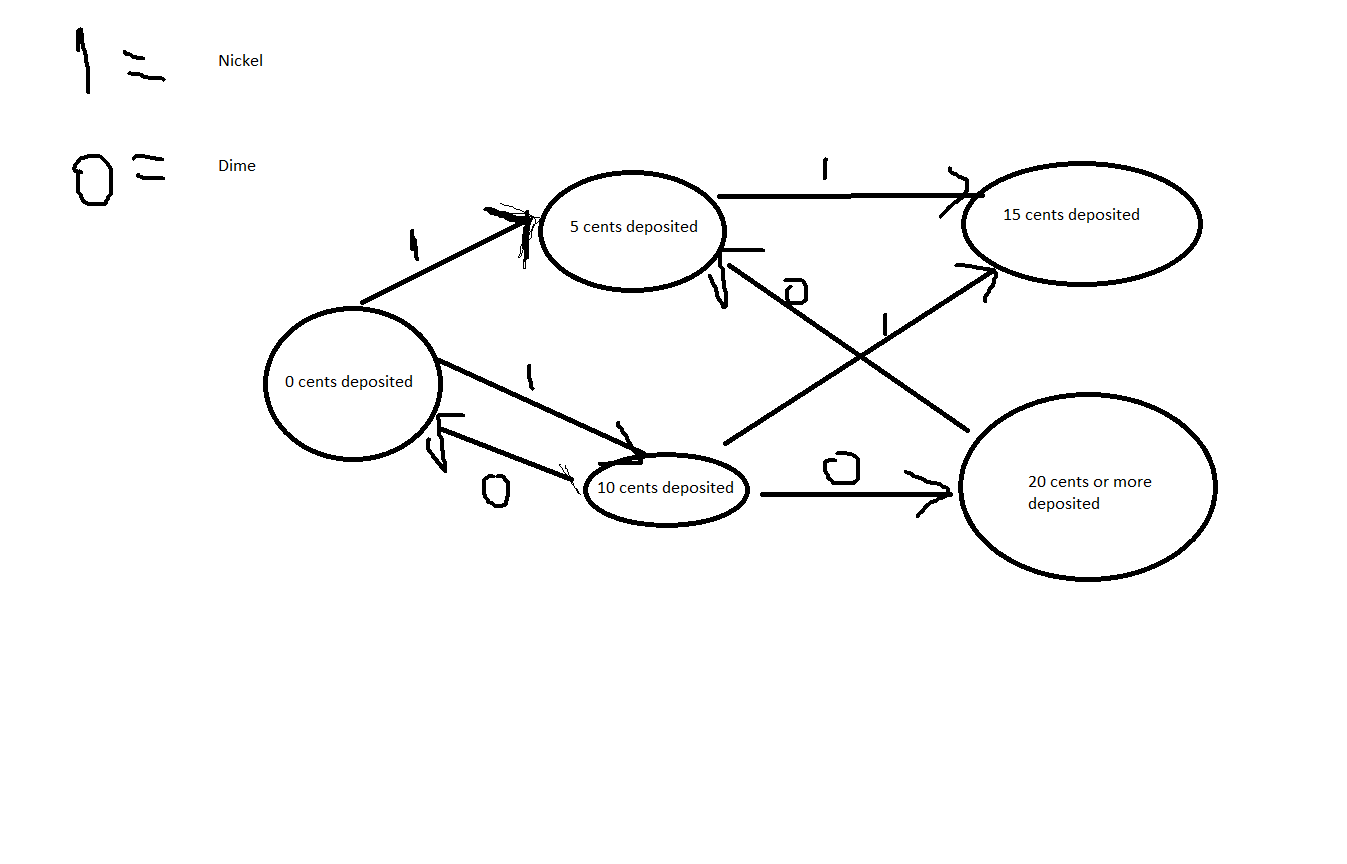 1 = Nickel
0 = Dime
1
5 cents deposited
1
15 cents deposited
0
1
0 cents deposited
1
0
10 cents deposited
0
20 cents or more
deposited